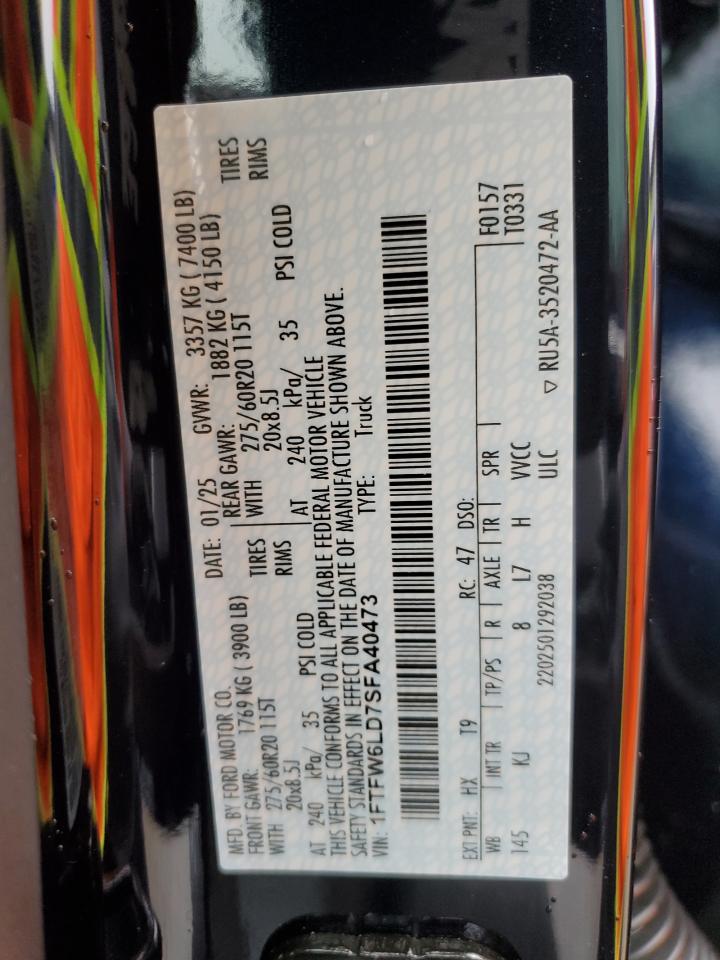 MFD. BY FORD MOTOR CO.
DATE: 01/25 GVWR: 3357 KG ( 7400 LB)
FRONT GAWR: 1769 KG ( 3900 LB)
REAR GAWR: 1882 KG ( 4150 LB)
WITH 275/60R20 115T TIRES
WITH 275/60R20 115T TIRES
20x8.5J RIMS
20x8.5J RIMS
AT 240 kPa/ 35 PSI COLD
AT 240 kPa/ 35 PSI COLD
THIS VEHICLE CONFORMS TO ALL APPLICABLE FEDERAL MOTOR VEHICLE
SAFETY STANDARDS IN EFFECT ON THE DATE OF MANUFACTURE SHOWN ABOVE.
VIN: 1FTFW6LD7SFA40473 TYPE: Truck
F0157
EXT PNT: HX T9 RC: 47 DSO:
T0331
WB INT TR TP/PS R AXLE TR SPR
145 KJ 8 L7 H VVCC
2202501292038 ULC ▽ RU5A-3520472-AA